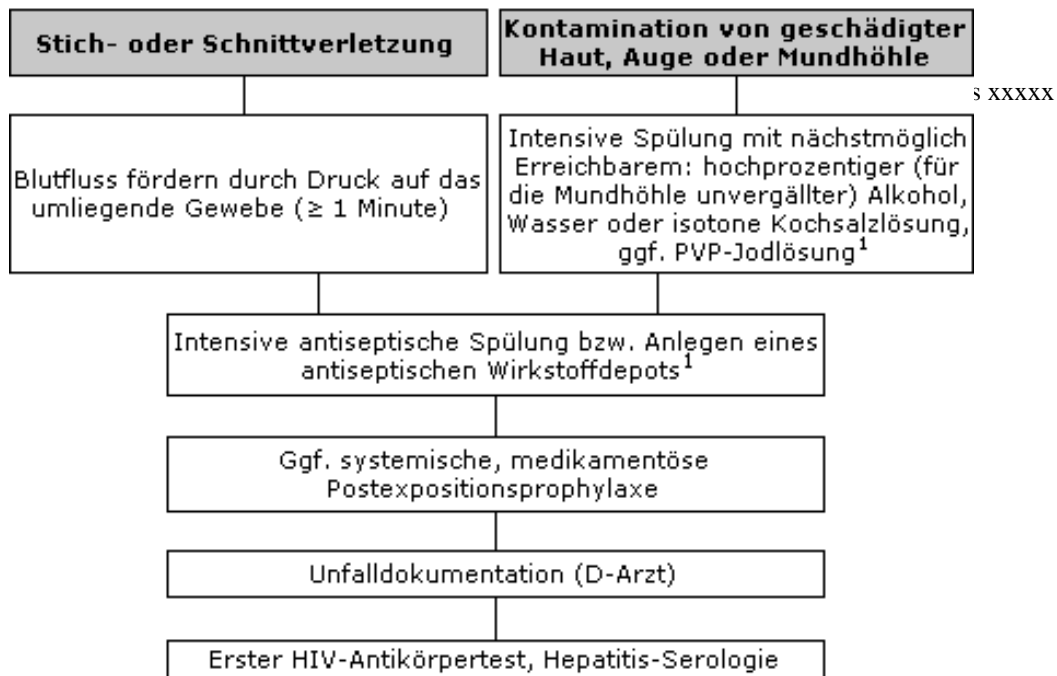 Stich- oder Schnittverletzung
Kontamination von geschädigter
Haut, Auge oder Mundhöhle
s xxxxx
Blutfluss fördern durch Druck auf das
umliegende Gewebe (≥ 1 Minute)
Intensive Spülung mit nächstmöglich
Erreichbarem: hochprozentiger (für
die Mundhöhle unvergällter) Alkohol,
Wasser oder isotone Kochsalzlösung,
ggf. PVP-Jodlösung¹
Intensive antiseptische Spülung bzw. Anlegen eines
antiseptischen Wirkstoffdepots¹
Ggf. systemische, medikamentöse
Postexpositionsprophylaxe
Unfalldokumentation (D-Arzt)
Erster HIV-Antikörpertest, Hepatitis-Serologie